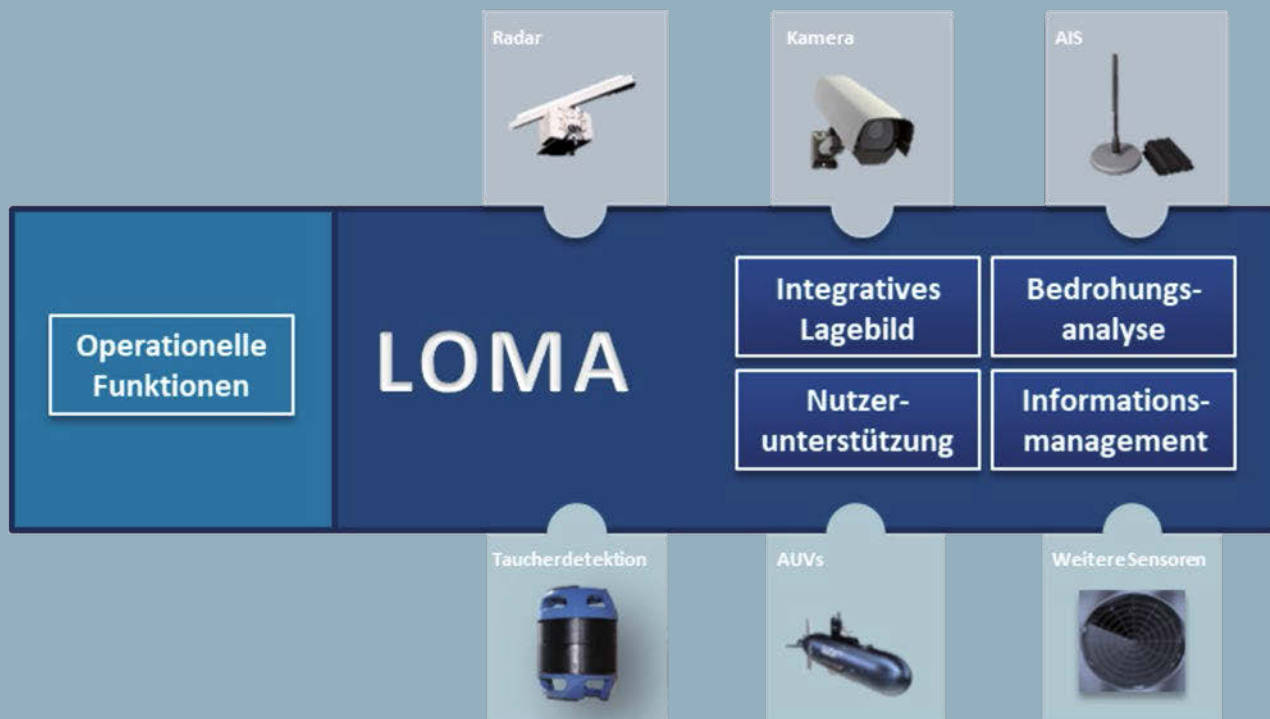 Radar
Kamera
AIS
Operationelle
Funktionen
LOMA
Integratives
Lagebild
Bedrohungs-
analyse
Nutzer-
unterstützung
Informations-
management
Taucherdetektion
AUVs
Weitere Sensoren